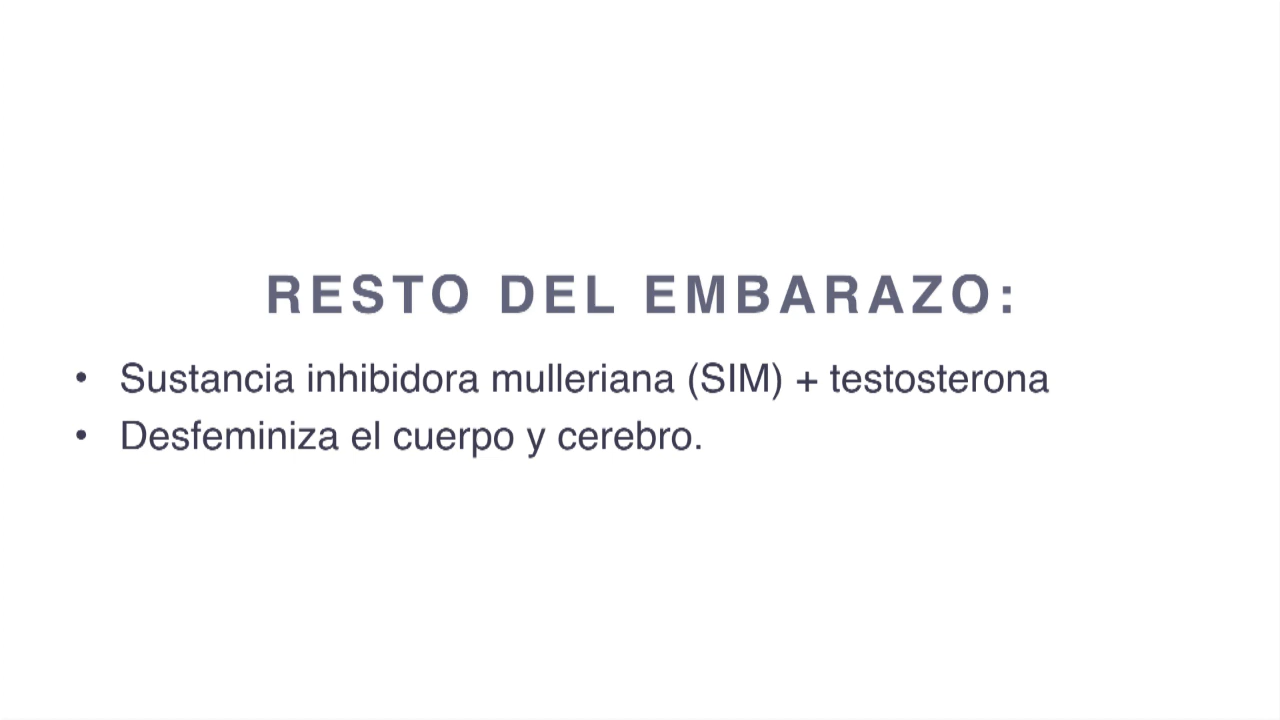 RESTO DEL EMBARAZO:
• Sustancia inhibidora mulleriana (SIM) + testosterona
• Desfeminiza el cuerpo y cerebro.